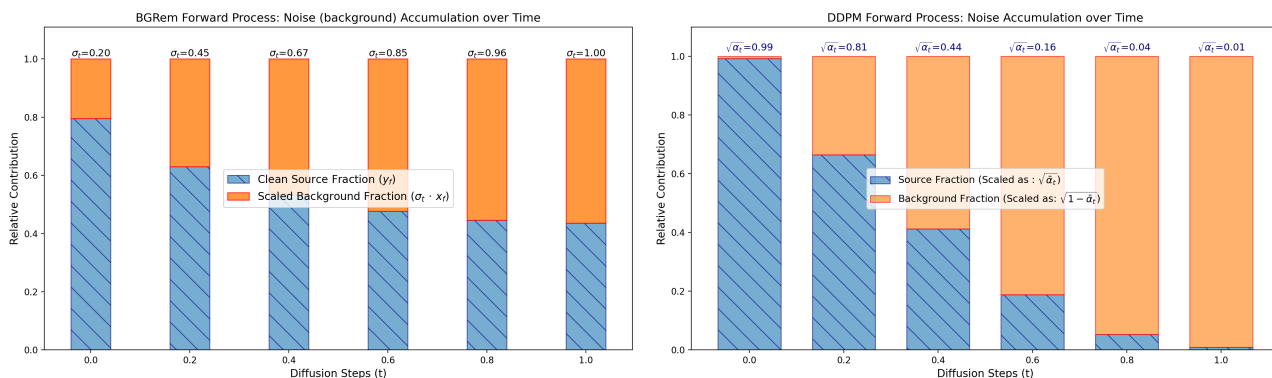 BGRem Forward Process: Noise (background) Accumulation over Time
σt=0.20 σt=0.45 σt=0.67 σt=0.85 σt=0.96 σt=1.00
1.0
0.8
0.6
0.4
0.2
0.0
Relative Contribution
Clean Source Fraction (yf)
Scaled Background Fraction (σt · xf)
0.0 0.2 0.4 0.6 0.8 1.0
Diffusion Steps (t)
DDPM Forward Process: Noise Accumulation over Time
√ᾱt=0.99 √ᾱt=0.81 √ᾱt=0.44 √ᾱt=0.16 √ᾱt=0.04 √ᾱt=0.01
1.0
0.8
0.6
0.4
0.2
0.0
Relative Contribution
Source Fraction (Scaled as : √ᾱt)
Background Fraction (Scaled as: √1 − ᾱt)
0.0 0.2 0.4 0.6 0.8 1.0
Diffusion Steps (t)